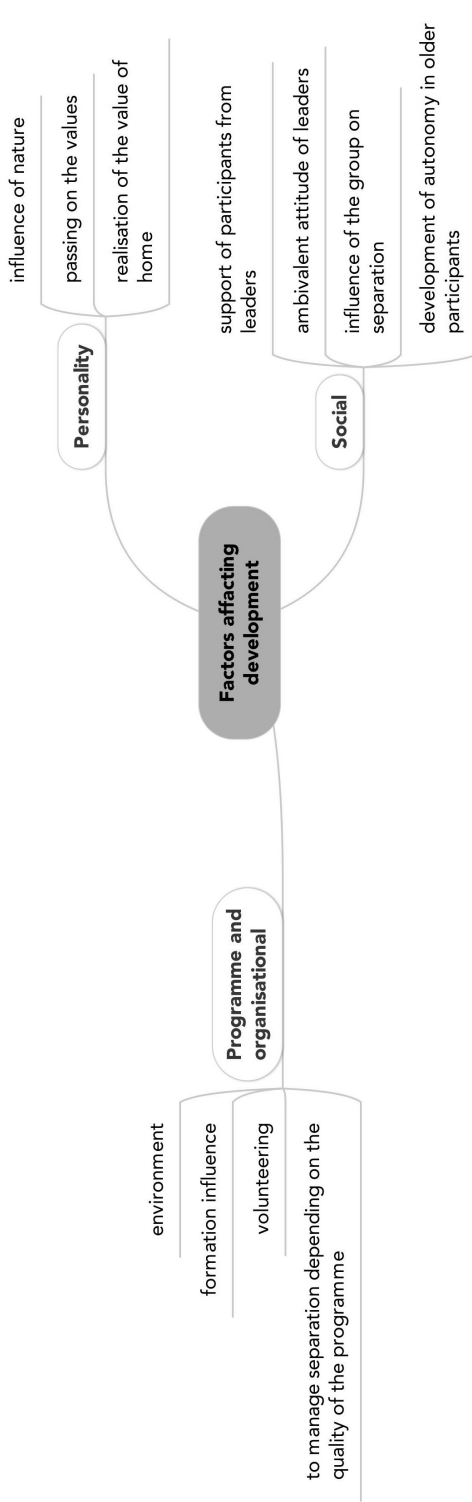 Factors affacting
development
Personality
influence of nature
passing on the values
realisation of the value of
home
Social
support of participants from
leaders
ambivalent attitude of leaders
influence of the group on
separation
development of autonomy in older
participants
Programme and
organisational
environment
formation influence
volunteering
to manage separation depending on the
quality of the programme